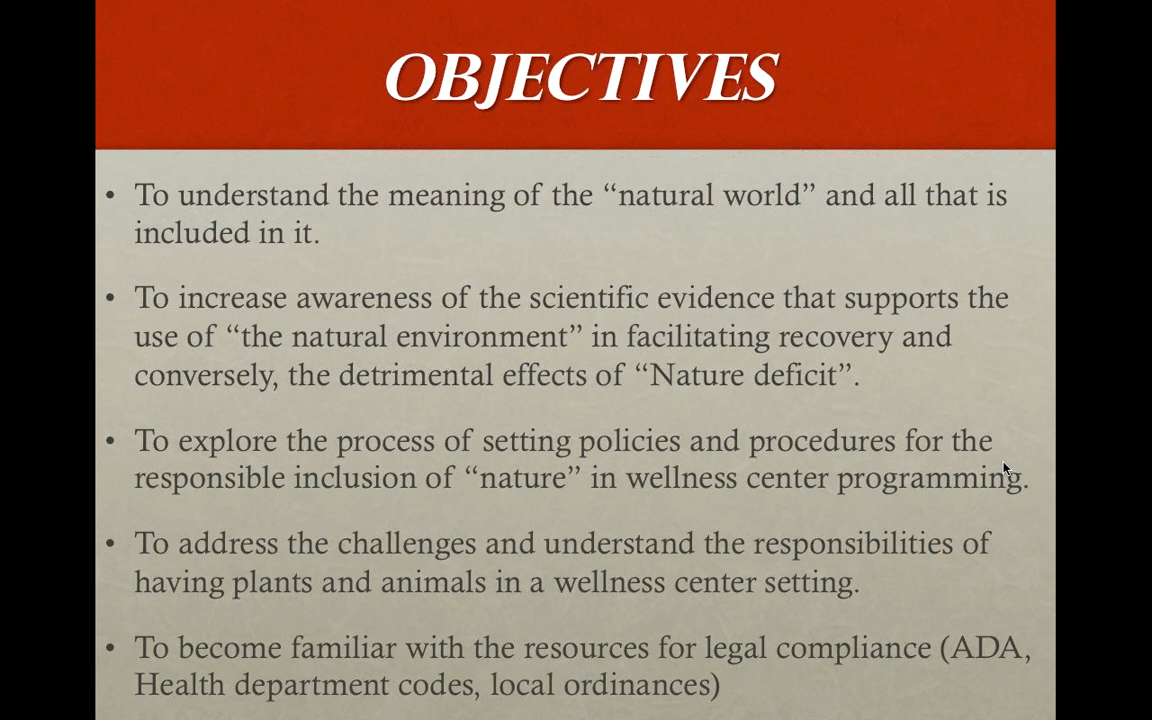 OBJECTIVES
• To understand the meaning of the “natural world” and all that is
included in it.
• To increase awareness of the scientific evidence that supports the
use of “the natural environment” in facilitating recovery and
conversely, the detrimental effects of “Nature deficit”.
• To explore the process of setting policies and procedures for the
responsible inclusion of “nature” in wellness center programming.
• To address the challenges and understand the responsibilities of
having plants and animals in a wellness center setting.
• To become familiar with the resources for legal compliance (ADA,
Health department codes, local ordinances)